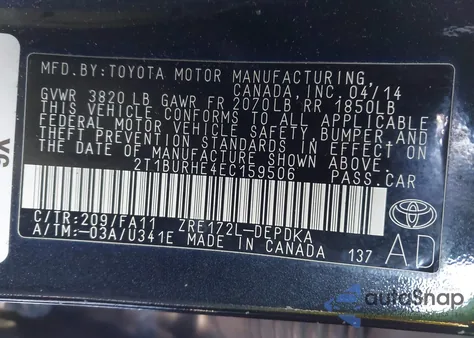 MFD.BY:TOYOTA MOTOR MANUFACTURING,
CANADA, INC. 04/14
GVWR 3820 LB GAWR FR 2070LB RR 1850LB
THIS VEHICLE CONFORMS TO ALL APPLICABLE
FEDERAL MOTOR VEHICLE SAFETY BUMPER AND
THEFT PREVENTION STANDARDS IN EFFECT ON
THE DATE OF MANUFACTURE SHOWN ABOVE.
2T1BURHE4EC159506 PASS.CAR
C/TR:209/FA11 ZRE172L-DEPDKA
A/TM:-03A/U341E MADE IN CANADA 137
AD
autoSnap